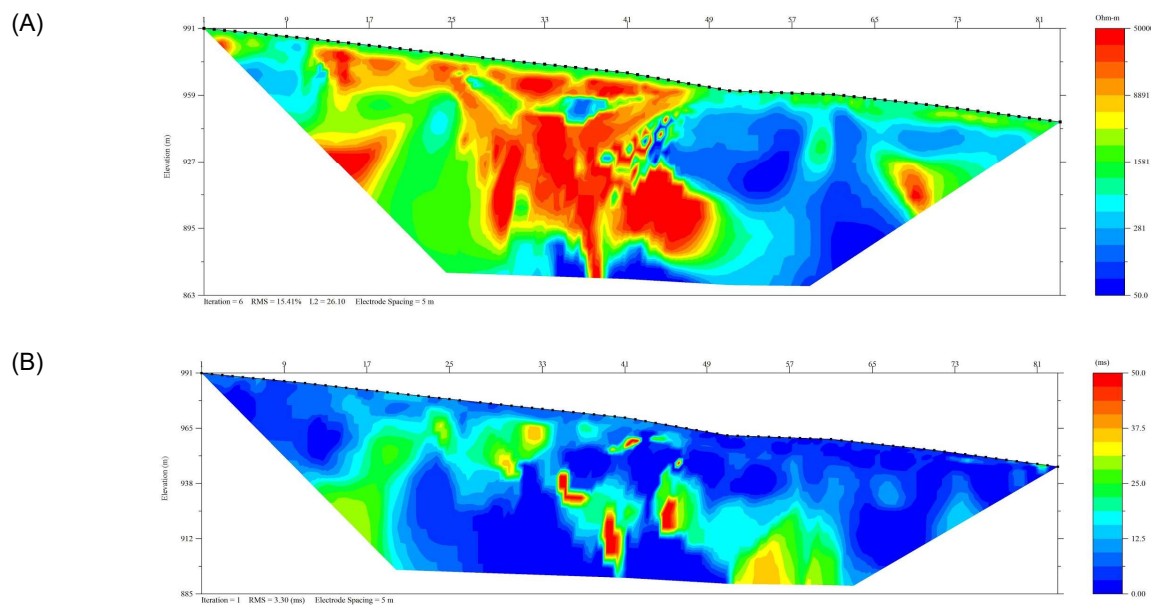 (A)
1 9 17 25 33 41 49 57 65 73 81
Ohm-m
991
959
927
895
863
Elevation (m)
50000
8891
1581
281
50.0
Iteration = 6 RMS = 15.41% L2 = 26.10 Electrode Spacing = 5 m
(B)
1 9 17 25 33 41 49 57 65 73 81
(ms)
991
965
938
912
885
Elevation (m)
50.0
37.5
25.0
12.5
0.00
Iteration = 1 RMS = 3.30 (ms) Electrode Spacing = 5 m